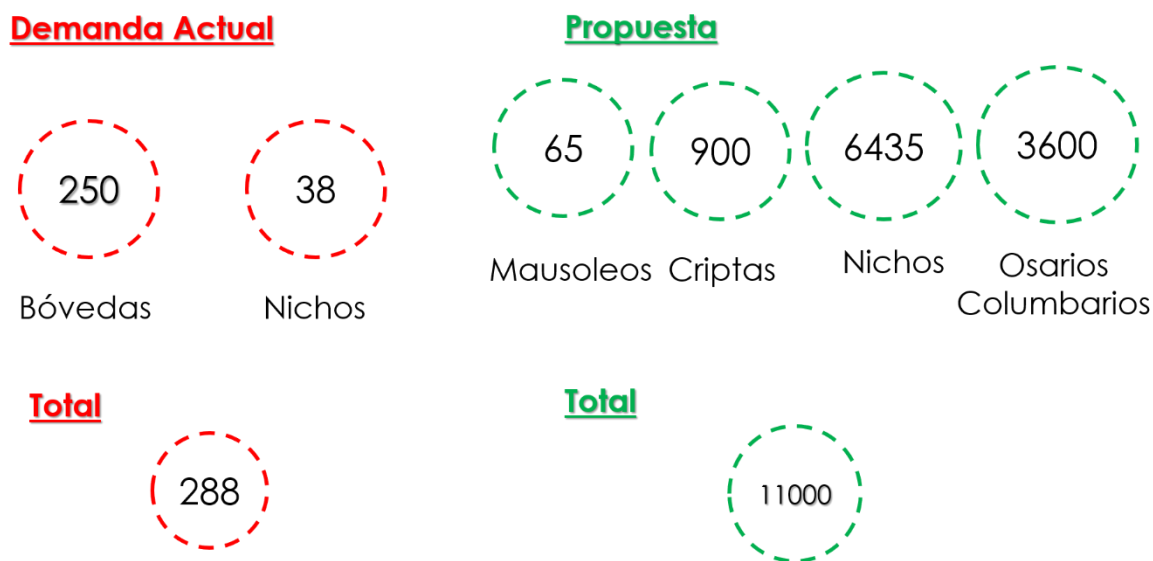 Demanda Actual
250
38
Bóvedas
Nichos
Total
288
Propuesta
65
900
6435
3600
Mausoleos
Criptas
Nichos
Osarios
Columbarios
Total
11000